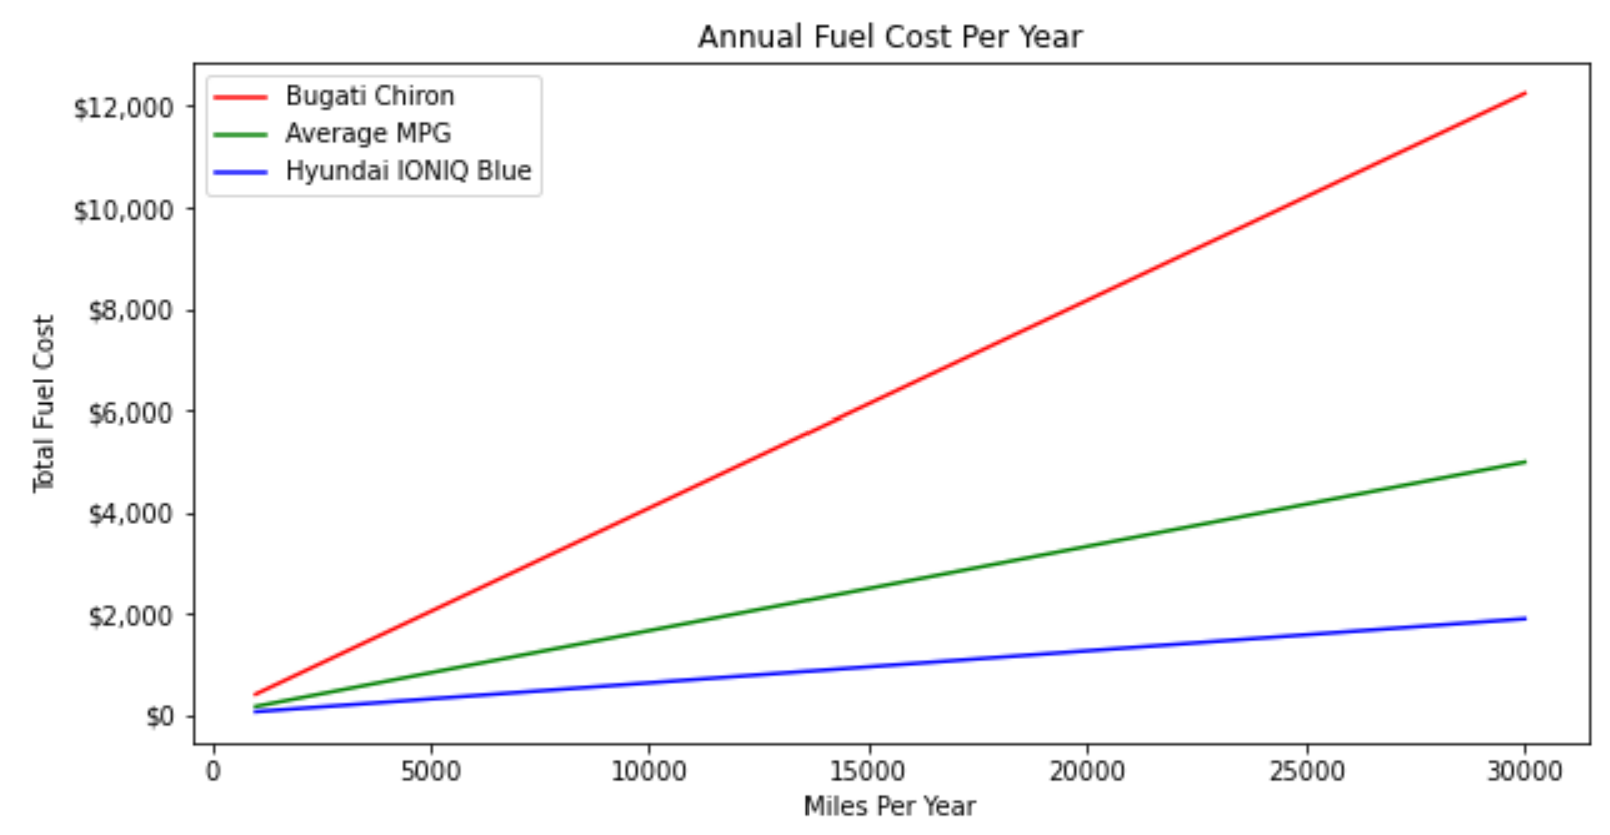 Annual Fuel Cost Per Year
Bugati Chiron
Average MPG
Hyundai IONIQ Blue
$12,000
$10,000
$8,000
$6,000
$4,000
$2,000
$0
Total Fuel Cost
0 5000 10000 15000 20000 25000 30000
Miles Per Year